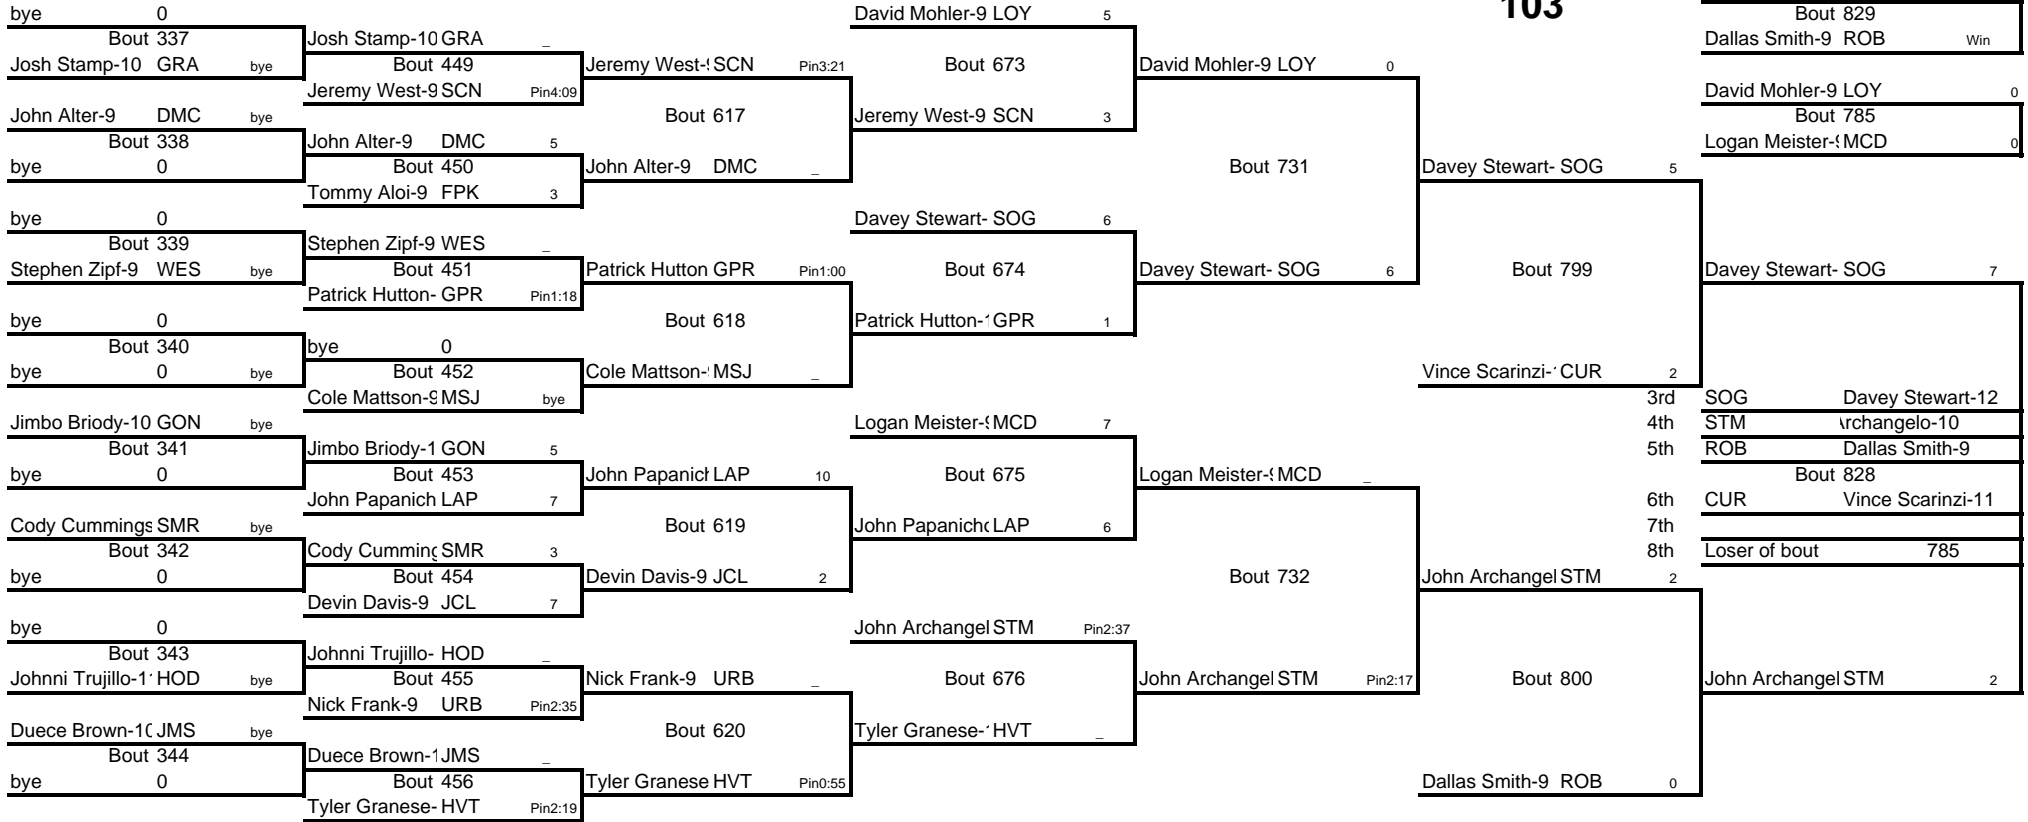 bye 0 David Mohler-9 LOY 5 103 Bout 829
Bout 337 Josh Stamp-10 GRA _ Dallas Smith-9 ROB Win
Josh Stamp-10 GRA bye Bout 449 Jeremy West- SCN Pin3:21 Bout 673 David Mohler-9 LOY 0
Jeremy West-9 SCN Pin4:09 David Mohler-9 LOY 0
John Alter-9 DMC bye Bout 617 Jeremy West-9 SCN 3 Bout 785
Bout 338 John Alter-9 DMC 5 Logan Meister- MCD 0
bye 0 Bout 450 John Alter-9 DMC _ Bout 731 Davey Stewart- SOG 5
Tommy Aloi-9 FPK 3
bye 0 Davey Stewart- SOG 6
Bout 339 Stephen Zipf-9 WES _
Stephen Zipf-9 WES bye Bout 451 Patrick Hutton GPR Pin1:00 Bout 674 Davey Stewart- SOG 6 Bout 799 Davey Stewart- SOG 7
Patrick Hutton- GPR Pin1:18
bye 0 Bout 618 Patrick Hutton-1 GPR 1
Bout 340 bye 0
bye 0 bye Bout 452 Cole Mattson- MSJ _ Vince Scarinzi- CUR 2
Cole Mattson-9 MSJ bye 3rd SOG Davey Stewart-12
Jimbo Briody-10 GON bye Logan Meister- MCD 7 4th STM rchangelo-10
Bout 341 Jimbo Briody-1 GON 5 5th ROB Dallas Smith-9
bye 0 Bout 453 John Papanich LAP 10 Bout 675 Logan Meister- MCD _ Bout 828
John Papanich LAP 7 6th CUR Vince Scarinzi-11
Cody Cummings SMR bye Bout 619 John Papanich LAP 6 7th
Bout 342 Cody Cumming SMR 3 8th Loser of bout 785
bye 0 Bout 454 Devin Davis-9 JCL 2 Bout 732 John Archangel STM 2
Devin Davis-9 JCL 7
bye 0 John Archangel STM Pin2:37
Bout 343 Johnni Trujillo- HOD _
Johnni Trujillo-1 HOD bye Bout 455 Nick Frank-9 URB _ Bout 676 John Archangel STM Pin2:17 Bout 800 John Archangel STM 2
Nick Frank-9 URB Pin2:35
Duece Brown-10 JMS bye Bout 620 Tyler Granese- HVT _
Bout 344 Duece Brown-1 JMS _
bye 0 Bout 456 Tyler Granese HVT Pin0:55 Dallas Smith-9 ROB 0
Tyler Granese- HVT Pin2:19